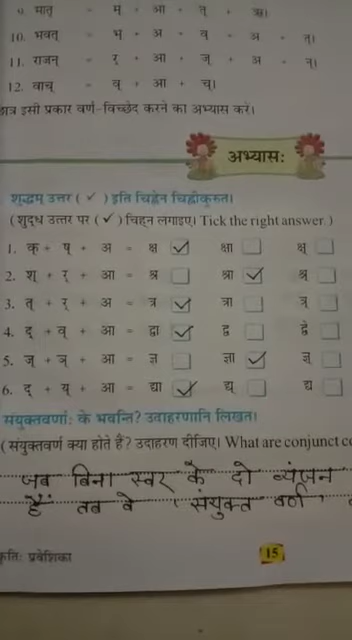 9. मातृ = म् + आ + त् + ऋ।
10. भवत् = भ् + अ + व् + अ + त्।
11. राजन् = र् + आ + ज् + अ + न्।
12. वाच् = व् + आ + च्।
छात्र इसी प्रकार वर्ण-विच्छेद करने का अभ्यास करें।
अभ्यासः
शुद्धम् उत्तर ( ✓ ) इति चिह्नेन चिह्नीकुरुत।
(शुद्ध उत्तर पर ( ✓ ) चिह्न लगाइए। Tick the right answer.)
1. क् + ष् + अ = क्ष ✓ क्षा क्ष्
2. श् + र् + आ = श्र श्रा ✓ श्र्
3. त् + र् + अ = त्र ✓ त्रा त्र्
4. द् + व् + आ = द्वा ✓ द्व द्वे
5. ज् + ञ् + आ = ज्ञ ज्ञा ✓ ज्ञ्
6. द् + य् + आ = द्या ✓ द्य् द्य
संयुक्तवर्णाः के भवन्ति? उदाहरणानि लिखत।
(संयुक्तवर्ण क्या होते हैं? उदाहरण दीजिए। What are conjunct
जब बिना स्वर के दो व्यंजन
हैं तब वे 'संयुक्त वर्ण'
कृतिः प्रवेशिका
15